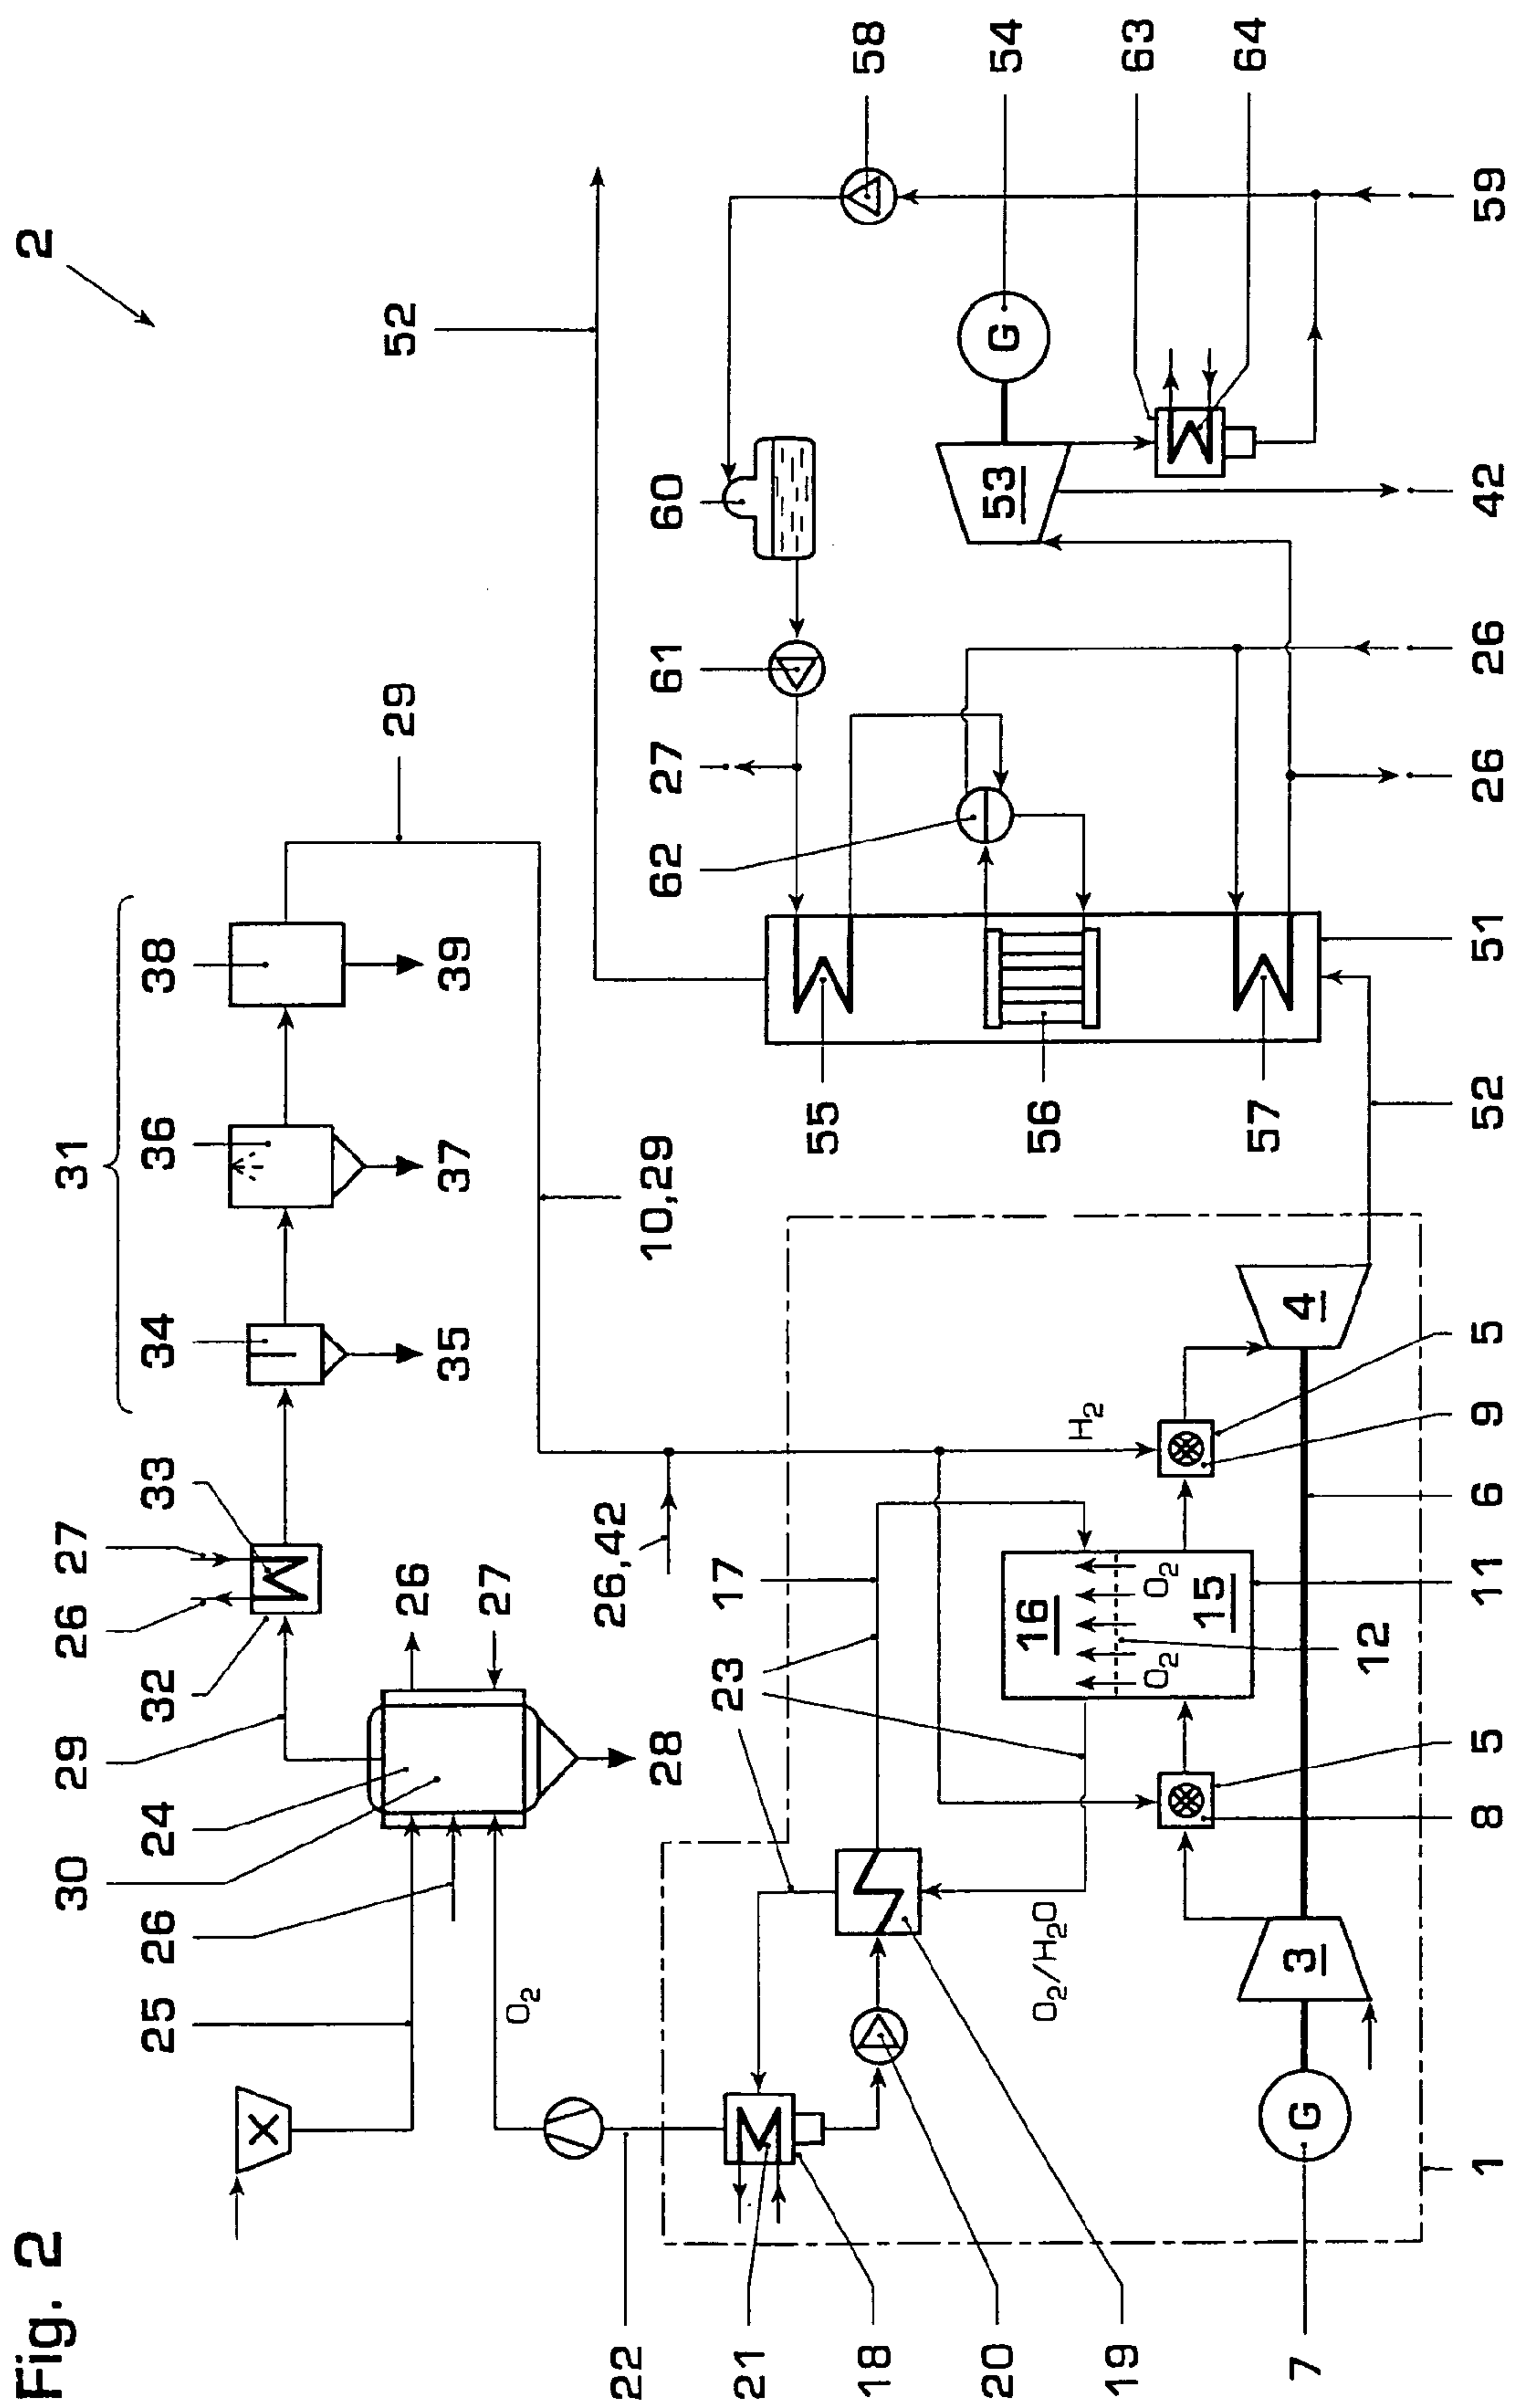 Fig. 2
2
30 29 26 27 31
25 26 24 32 33 34 36 38
X
26 29 52
35 37 39
27
O₂
26,42
22 28 10,29 62 27 61 60
23 17
21
55
18 58
20 53 G 54
16
O₂/H₂O 56
H₂
19 63
O₂ O₂
15
57 64
7 G 3 4
12
1 8 5 11 6 9 5 52 51 26 26 42 59